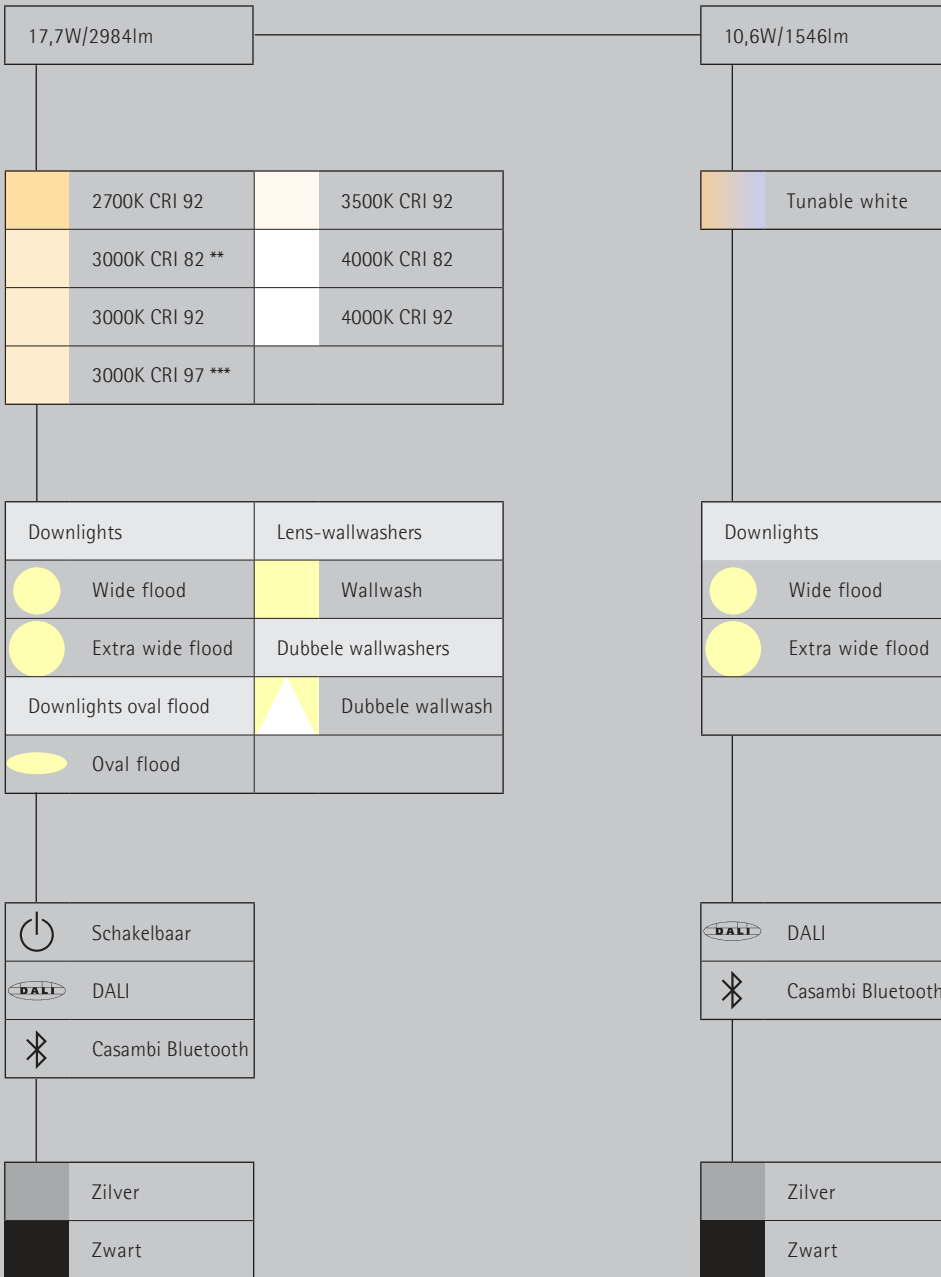 17,7W/2984lm
10,6W/1546lm
2700K CRI 92
3500K CRI 92
Tunable white
3000K CRI 82 **
4000K CRI 82
3000K CRI 92
4000K CRI 92
3000K CRI 97 ***
Downlights
Lens-wallwashers
Downlights
Wide flood
Wallwash
Wide flood
Extra wide flood
Dubbele wallwashers
Extra wide flood
Downlights oval flood
Dubbele wallwash
Oval flood
Schakelbaar
DALI DALI
DALI DALI
Casambi Bluetooth
Casambi Bluetooth
Zilver
Zilver
Zwart
Zwart